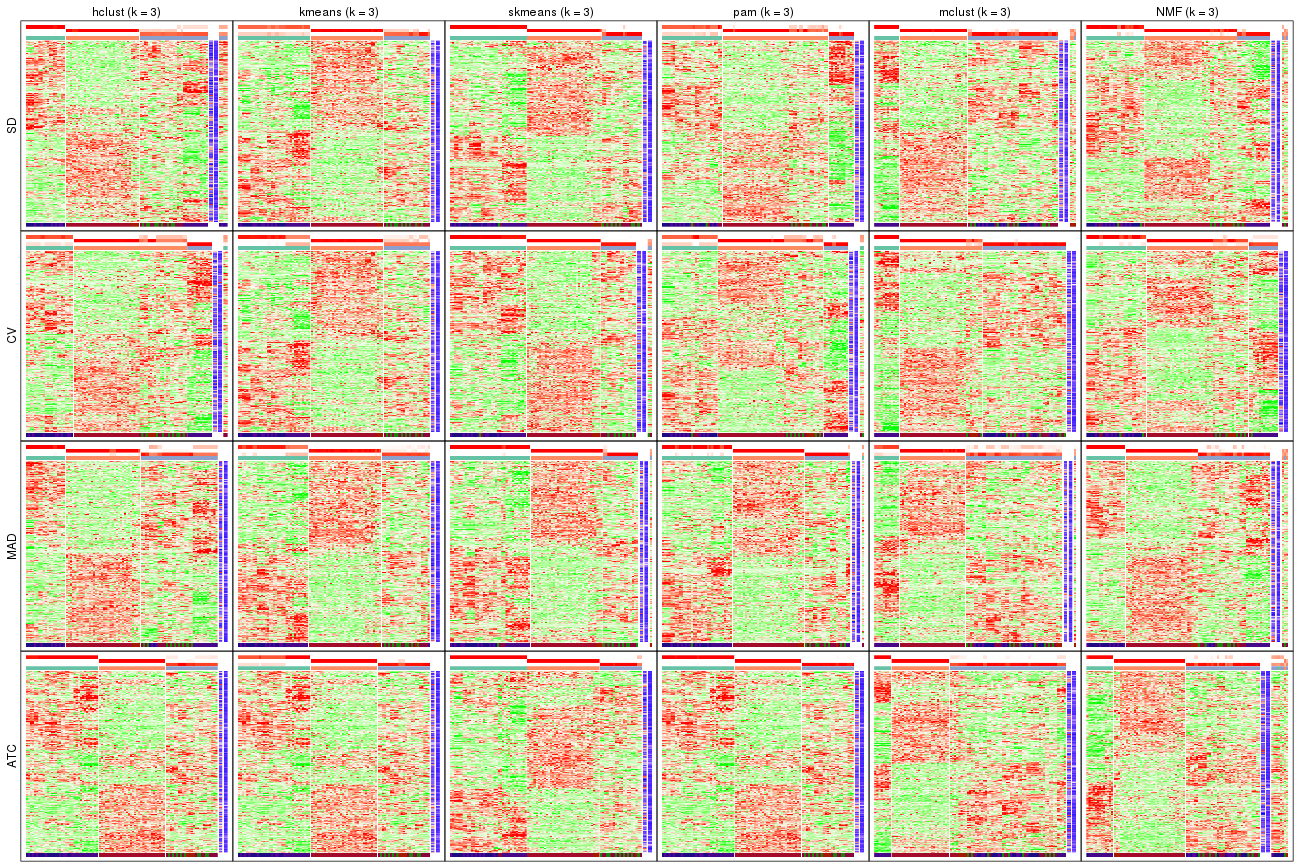 hclust (k = 3) kmeans (k = 3) skmeans (k = 3) pam (k = 3) mclust (k = 3) NMF (k = 3)
SD
CV
MAD
ATC